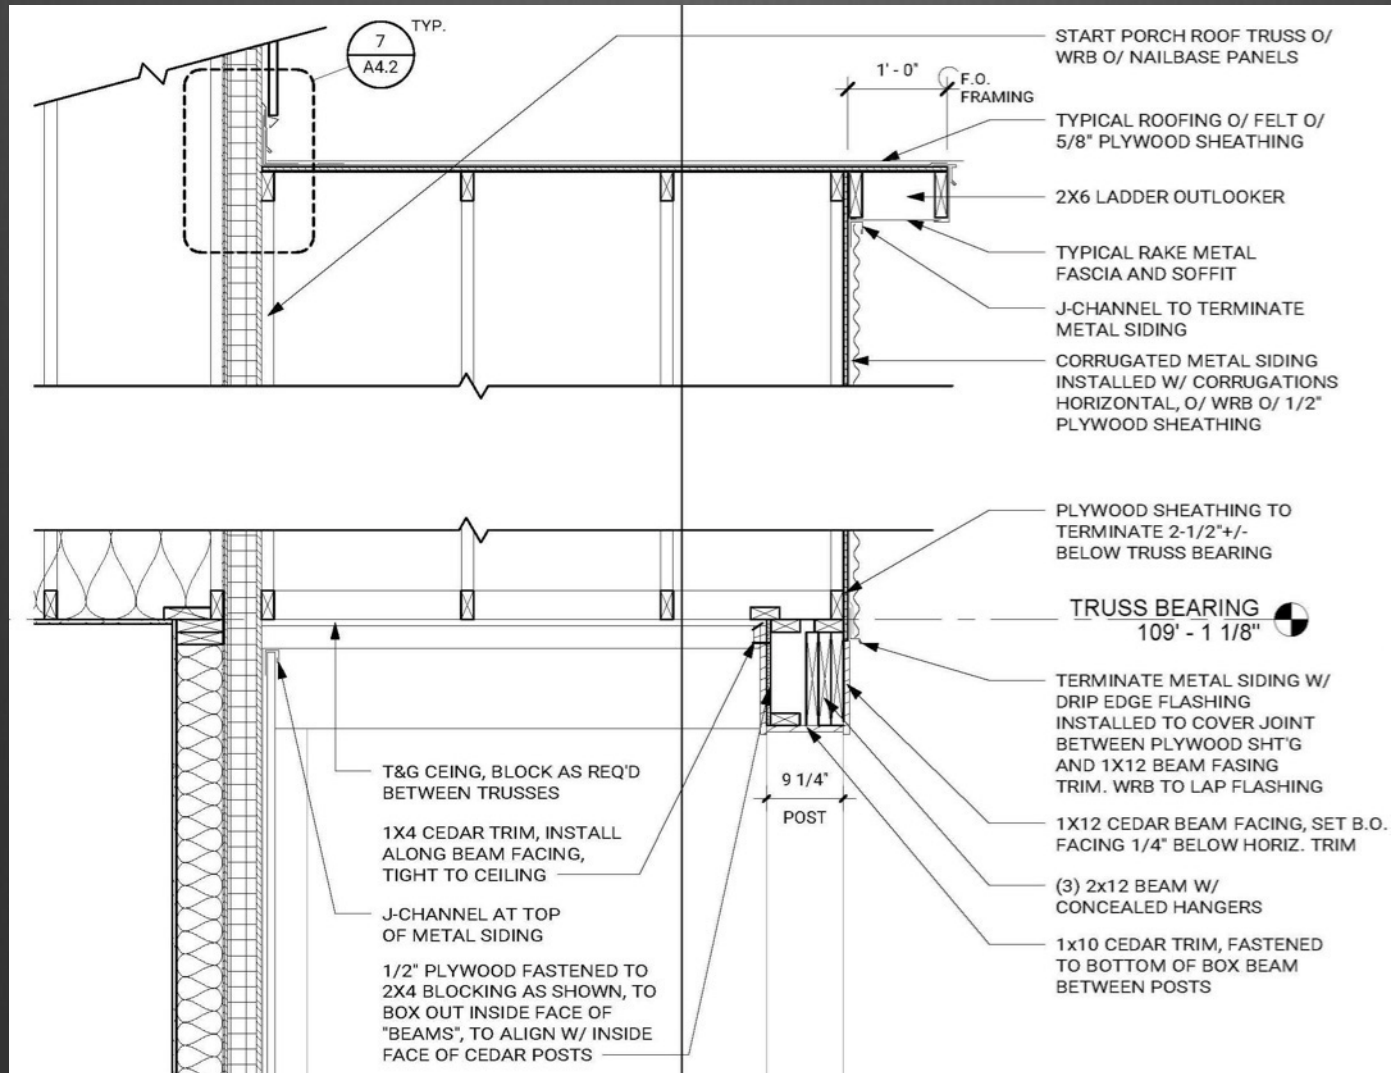 7
A4.2
TYP.
1' - 0"
F.O.
FRAMING
START PORCH ROOF TRUSS O/
WRB O/ NAILBASE PANELS
TYPICAL ROOFING O/ FELT O/
5/8" PLYWOOD SHEATHING
2X6 LADDER OUTLOOKER
TYPICAL RAKE METAL
FASCIA AND SOFFIT
J-CHANNEL TO TERMINATE
METAL SIDING
CORRUGATED METAL SIDING
INSTALLED W/ CORRUGATIONS
HORIZONTAL, O/ WRB O/ 1/2"
PLYWOOD SHEATHING
PLYWOOD SHEATHING TO
TERMINATE 2-1/2"+/-
BELOW TRUSS BEARING
TRUSS BEARING
109' - 1 1/8"
TERMINATE METAL SIDING W/
DRIP EDGE FLASHING
INSTALLED TO COVER JOINT
BETWEEN PLYWOOD SHT'G
AND 1X12 BEAM FASING
TRIM. WRB TO LAP FLASHING
1X12 CEDAR BEAM FACING, SET B.O.
FACING 1/4" BELOW HORIZ. TRIM
(3) 2x12 BEAM W/
CONCEALED HANGERS
1x10 CEDAR TRIM, FASTENED
TO BOTTOM OF BOX BEAM
BETWEEN POSTS
9 1/4"
POST
T&G CEING, BLOCK AS REQ'D
BETWEEN TRUSSES
1X4 CEDAR TRIM, INSTALL
ALONG BEAM FACING,
TIGHT TO CEILING
J-CHANNEL AT TOP
OF METAL SIDING
1/2" PLYWOOD FASTENED TO
2X4 BLOCKING AS SHOWN, TO
BOX OUT INSIDE FACE OF
"BEAMS", TO ALIGN W/ INSIDE
FACE OF CEDAR POSTS